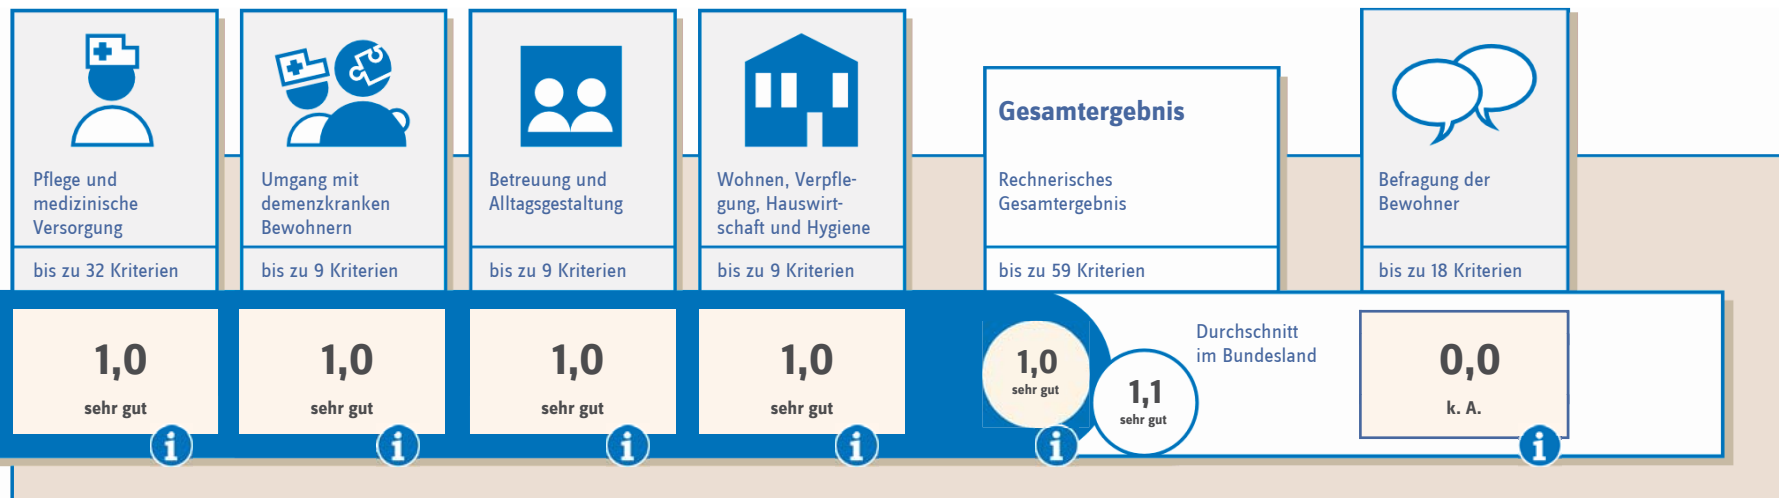 Pflege und
medizinische
Versorgung
bis zu 32 Kriterien
1,0
sehr gut
Umgang mit
demenzkranken
Bewohnern
bis zu 9 Kriterien
1,0
sehr gut
Betreuung und
Alltagsgestaltung
bis zu 9 Kriterien
1,0
sehr gut
Wohnen, Verpfle-
gung, Hauswirt-
schaft und Hygiene
bis zu 9 Kriterien
1,0
sehr gut
Gesamtergebnis
Rechnerisches
Gesamtergebnis
bis zu 59 Kriterien
1,0
sehr gut
1,1
sehr gut
Durchschnitt
im Bundesland
Befragung der
Bewohner
bis zu 18 Kriterien
0,0
k. A.